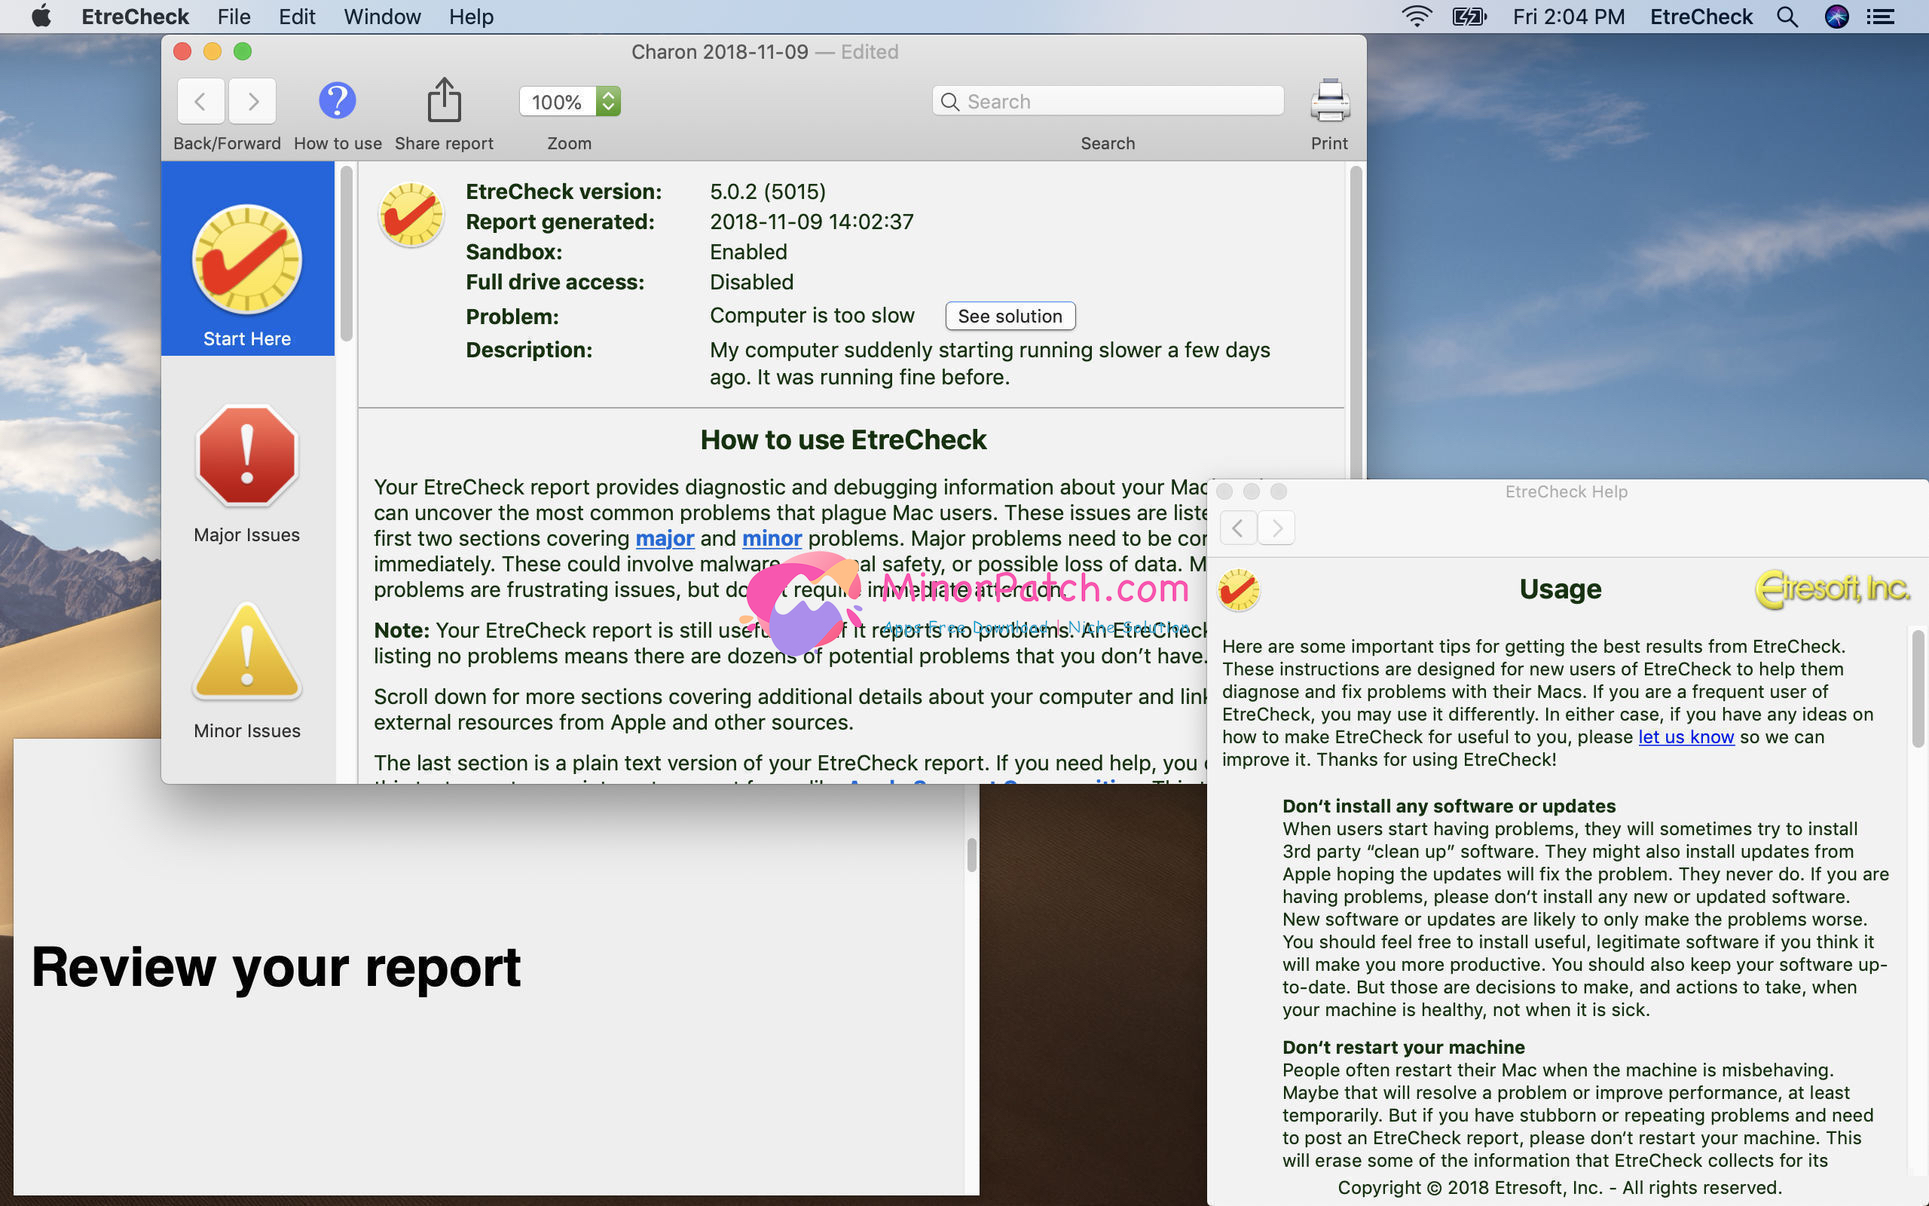 EtreCheck File Edit Window Help
Fri 2:04 PM EtreCheck
Charon 2018-11-09 — Edited
?
100%
Search
Back/Forward How to use Share report Zoom Search Print
Start Here
Major Issues
Minor Issues
EtreCheck version: 5.0.2 (5015)
Report generated: 2018-11-09 14:02:37
Sandbox: Enabled
Full drive access: Disabled
Problem: Computer is too slow See solution
Description: My computer suddenly starting running slower a few days
ago. It was running fine before.
How to use EtreCheck
Your EtreCheck report provides diagnostic and debugging information about your Mac
can uncover the most common problems that plague Mac users. These issues are liste
first two sections covering major and minor problems. Major problems need to be cor
immediately. These could involve malware, al safety, or possible loss of data. M
problems are frustrating issues, but do t require immediate attention.
Note: Your EtreCheck report is still usef f it reports no problems. An EtreCheck
listing no problems means there are dozens of potential problems that you don't have.
Scroll down for more sections covering additional details about your computer and link
external resources from Apple and other sources.
The last section is a plain text version of your EtreCheck report. If you need help, you
MinorPatch.com
Apps Free Download | Niche Solution
Review your report
EtreCheck Help
Usage
Etresoft, Inc.
Here are some important tips for getting the best results from EtreCheck.
These instructions are designed for new users of EtreCheck to help them
diagnose and fix problems with their Macs. If you are a frequent user of
EtreCheck, you may use it differently. In either case, if you have any ideas on
how to make EtreCheck for useful to you, please let us know so we can
improve it. Thanks for using EtreCheck!
Don't install any software or updates
When users start having problems, they will sometimes try to install
3rd party “clean up” software. They might also install updates from
Apple hoping the updates will fix the problem. They never do. If you are
having problems, please don't install any new or updated software.
New software or updates are likely to only make the problems worse.
You should feel free to install useful, legitimate software if you think it
will make you more productive. You should also keep your software up-
to-date. But those are decisions to make, and actions to take, when
your machine is healthy, not when it is sick.
Don't restart your machine
People often restart their Mac when the machine is misbehaving.
Maybe that will resolve a problem or improve performance, at least
temporarily. But if you have stubborn or repeating problems and need
to post an EtreCheck report, please don't restart your machine. This
will erase some of the information that EtreCheck collects for its
Copyright © 2018 Etresoft, Inc. - All rights reserved.